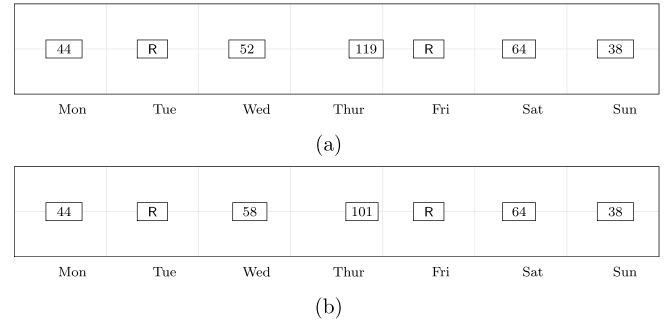 44 R 52 119 R 64 38
Mon Tue Wed Thur Fri Sat Sun
(a)
44 R 58 101 R 64 38
Mon Tue Wed Thur Fri Sat Sun
(b)